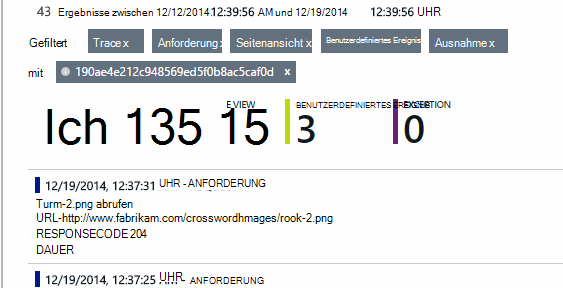 43 Ergebnisse zwischen 12/12/2014 12:39:56 AM und 12/19/2014 12:39:56 UHR
Gefiltert Trace x Anforderung x Seitenansicht x Benutzerdefiniertes Ereignis Ausnahme x
mit 190ae4e212c948569ed5f0b8ac5caf0d x
E VIEW BENUTZERDEFINIERTES EXCEPTION
Ich 135 15 3 0
12/19/2014, 12:37:31 UHR - ANFORDERUNG
Turm-2.png abrufen
URL-http://www.fabrikam.com/crosswordhmages/rook-2.png
RESPONSECODE 204
DAUER
12/19/2014, 12:37:25 UHR- ANFORDERUNG